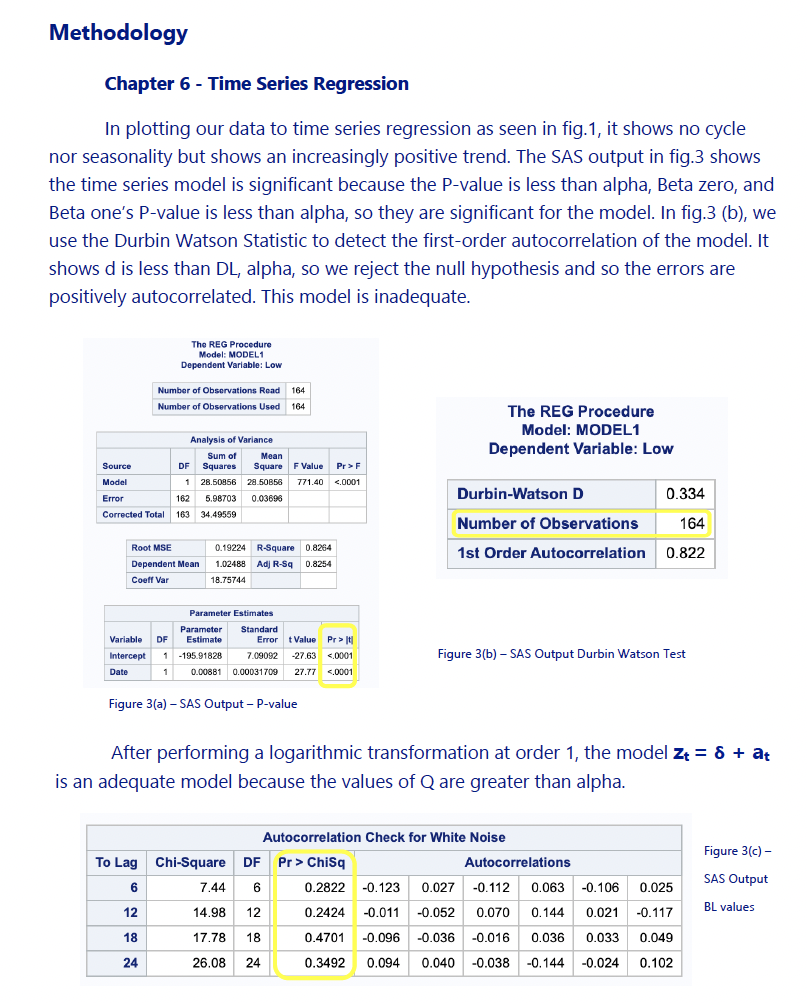 Methodology
Chapter 6 - Time Series Regression
In plotting our data to time series regression as seen in fig.1, it shows no cycle
nor seasonality but shows an increasingly positive trend. The SAS output in fig.3 shows
the time series model is significant because the P-value is less than alpha, Beta zero, and
Beta one's P-value is less than alpha, so they are significant for the model. In fig.3 (b), we
use the Durbin Watson Statistic to detect the first-order autocorrelation of the model. It
shows d is less than DL, alpha, so we reject the null hypothesis and so the errors are
positively autocorrelated. This model is inadequate.
The REG Procedure
Model: MODEL1
Dependent Variable: Low
Number of Observations Read 164
Number of Observations Used 164
Analysis of Variance
Source DF Sum of Squares Mean Square F Value Pr > F
Model 1 28.50856 28.50856 771.40 <.0001
Error 162 5.98703 0.03696
Corrected Total 163 34.49559
Root MSE 0.19224 R-Square 0.8264
Dependent Mean 1.02488 Adj R-Sq 0.8254
Coeff Var 18.75744
Parameter Estimates
Variable DF Parameter Estimate Standard Error t Value Pr > |t|
Intercept 1 -195.91828 7.09092 -27.63 <.0001
Date 1 0.00881 0.00031709 27.77 <.0001
Figure 3(a) – SAS Output – P-value
The REG Procedure
Model: MODEL1
Dependent Variable: Low
Durbin-Watson D 0.334
Number of Observations 164
1st Order Autocorrelation 0.822
Figure 3(b) – SAS Output Durbin Watson Test
After performing a logarithmic transformation at order 1, the model zt = δ + at
is an adequate model because the values of Q are greater than alpha.
Autocorrelation Check for White Noise
To Lag Chi-Square DF Pr > ChiSq Autocorrelations
6 7.44 6 0.2822 -0.123 0.027 -0.112 0.063 -0.106 0.025
12 14.98 12 0.2424 -0.011 -0.052 0.070 0.144 0.021 -0.117
18 17.78 18 0.4701 -0.096 -0.036 -0.016 0.036 0.033 0.049
24 26.08 24 0.3492 0.094 0.040 -0.038 -0.144 -0.024 0.102
Figure 3(c) –
SAS Output
BL values